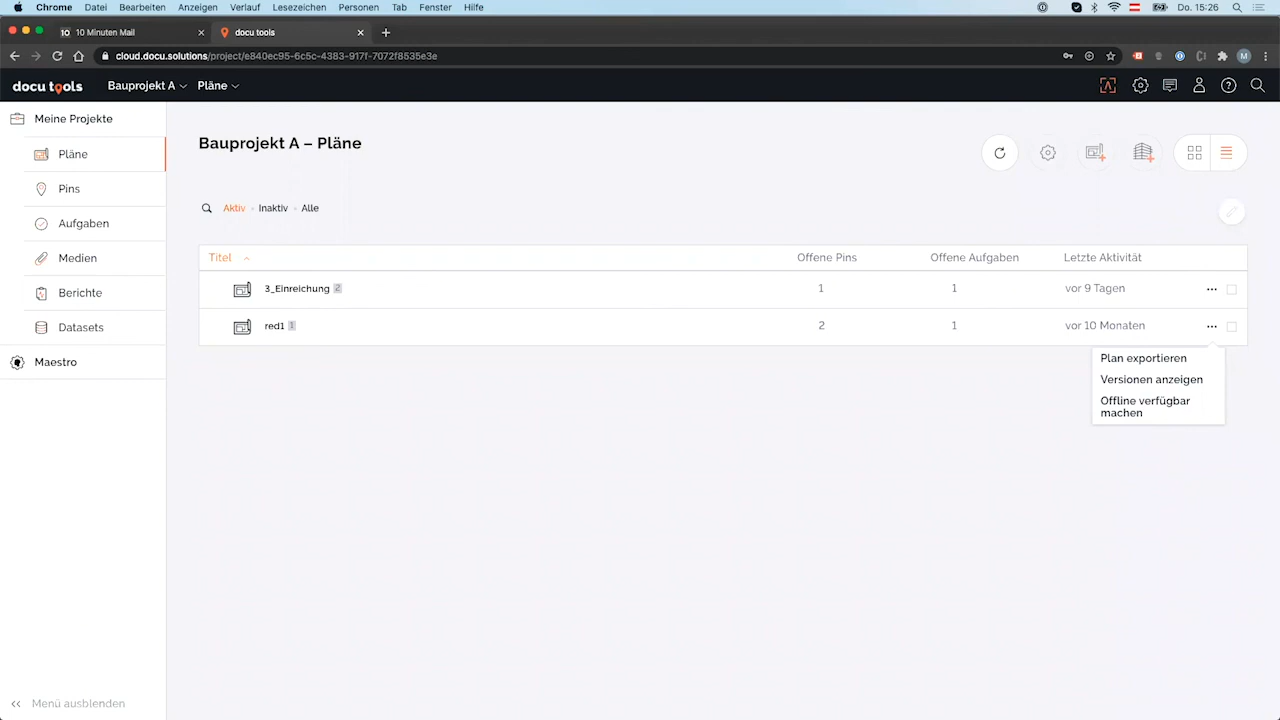 Chrome Datei Bearbeiten Anzeigen Verlauf Lesezeichen Personen Tab Fenster Hilfe Do. 15:26
10 10 Minuten Mail docu tools
cloud.docu.solutions/project/e840ec95-6c5c-4383-917f-7072f8535e3e M
docu tools Bauprojekt A Pläne
Meine Projekte
Pläne
Pins
Aufgaben
Medien
Berichte
Datasets
Maestro
Menü ausblenden
Bauprojekt A – Pläne
Aktiv Inaktiv Alle
Titel Offene Pins Offene Aufgaben Letzte Aktivität
3_Einreichung 2 1 1 vor 9 Tagen
red1 1 2 1 vor 10 Monaten
Plan exportieren
Versionen anzeigen
Offline verfügbar
machen